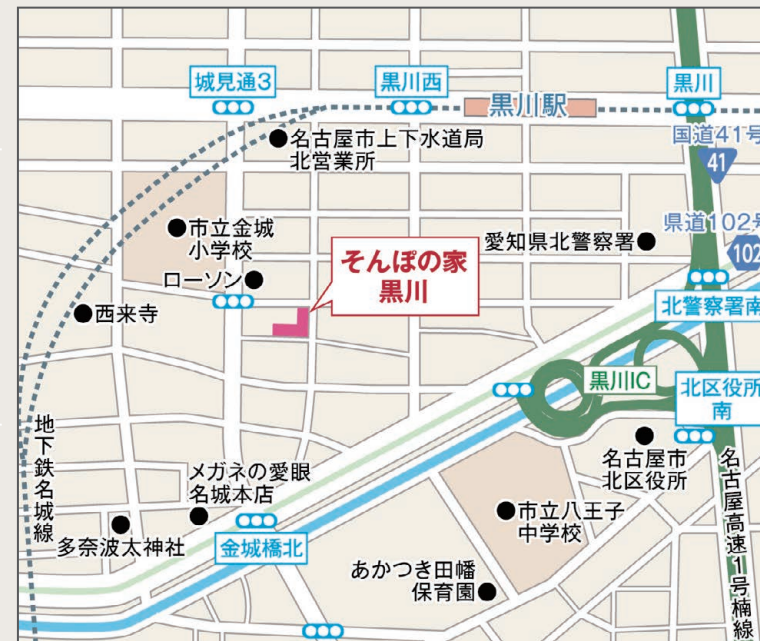 城見通3
黒川西
黒川駅
黒川
国道41号
41
名古屋市上下水道局
北営業所
市立金城
小学校
そんぽの家
黒川
愛知県北警察署
県道102号
102
ローソン
西来寺
北警察署南
黒川IC
北区役所
南
地下鉄名城線
メガネの愛眼
名城本店
名古屋市
北区役所
名古屋高速1号楠線
多奈波太神社
金城橋北
市立八王子
中学校
あかつき田幡
保育園